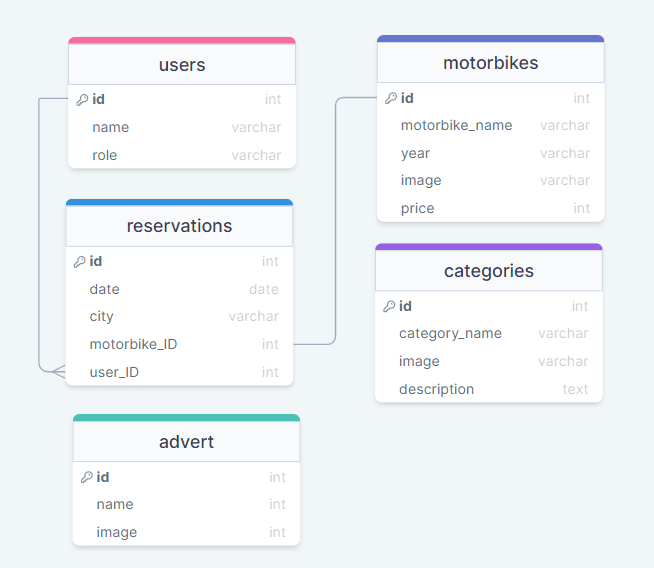 users
id int
name varchar
role varchar
motorbikes
id int
motorbike_name varchar
year varchar
image varchar
price int
reservations
id int
date date
city varchar
motorbike_ID int
user_ID int
categories
id int
category_name varchar
image varchar
description text
advert
id int
name int
image int